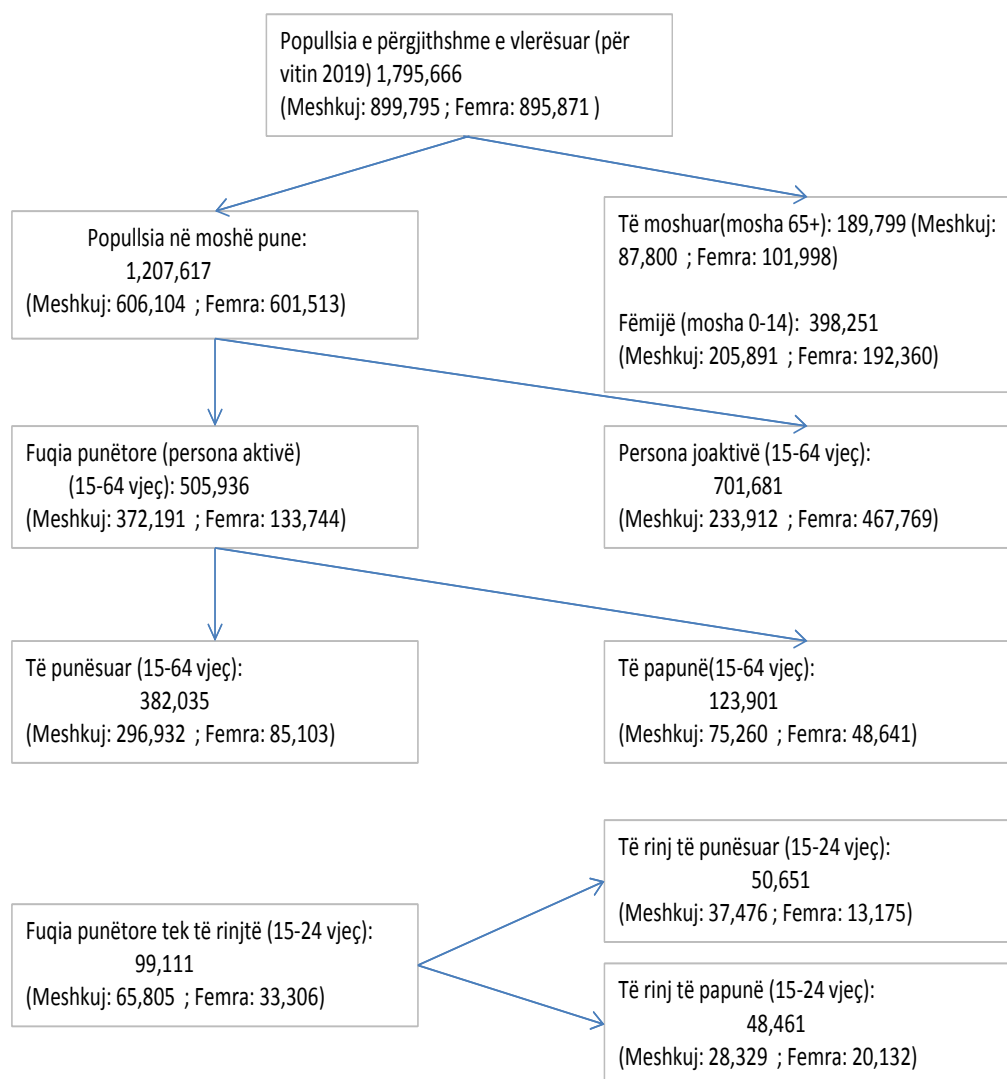 Popullsia e përgjithshme e vlerësuar (për
vitin 2019) 1,795,666
(Meshkuj: 899,795 ; Femra: 895,871 )
Popullsia në moshë pune:
1,207,617
(Meshkuj: 606,104 ; Femra: 601,513)
Të moshuar(mosha 65+): 189,799 (Meshkuj:
87,800 ; Femra: 101,998)
Fëmijë (mosha 0-14): 398,251
(Meshkuj: 205,891 ; Femra: 192,360)
Fuqia punëtore (persona aktivë)
(15-64 vjeç): 505,936
(Meshkuj: 372,191 ; Femra: 133,744)
Persona joaktivë (15-64 vjeç):
701,681
(Meshkuj: 233,912 ; Femra: 467,769)
Të punësuar (15-64 vjeç):
382,035
(Meshkuj: 296,932 ; Femra: 85,103)
Të papunë(15-64 vjeç):
123,901
(Meshkuj: 75,260 ; Femra: 48,641)
Fuqia punëtore tek të rinjtë (15-24 vjeç):
99,111
(Meshkuj: 65,805 ; Femra: 33,306)
Të rinj të punësuar (15-24 vjeç):
50,651
(Meshkuj: 37,476 ; Femra: 13,175)
Të rinj të papunë (15-24 vjeç):
48,461
(Meshkuj: 28,329 ; Femra: 20,132)